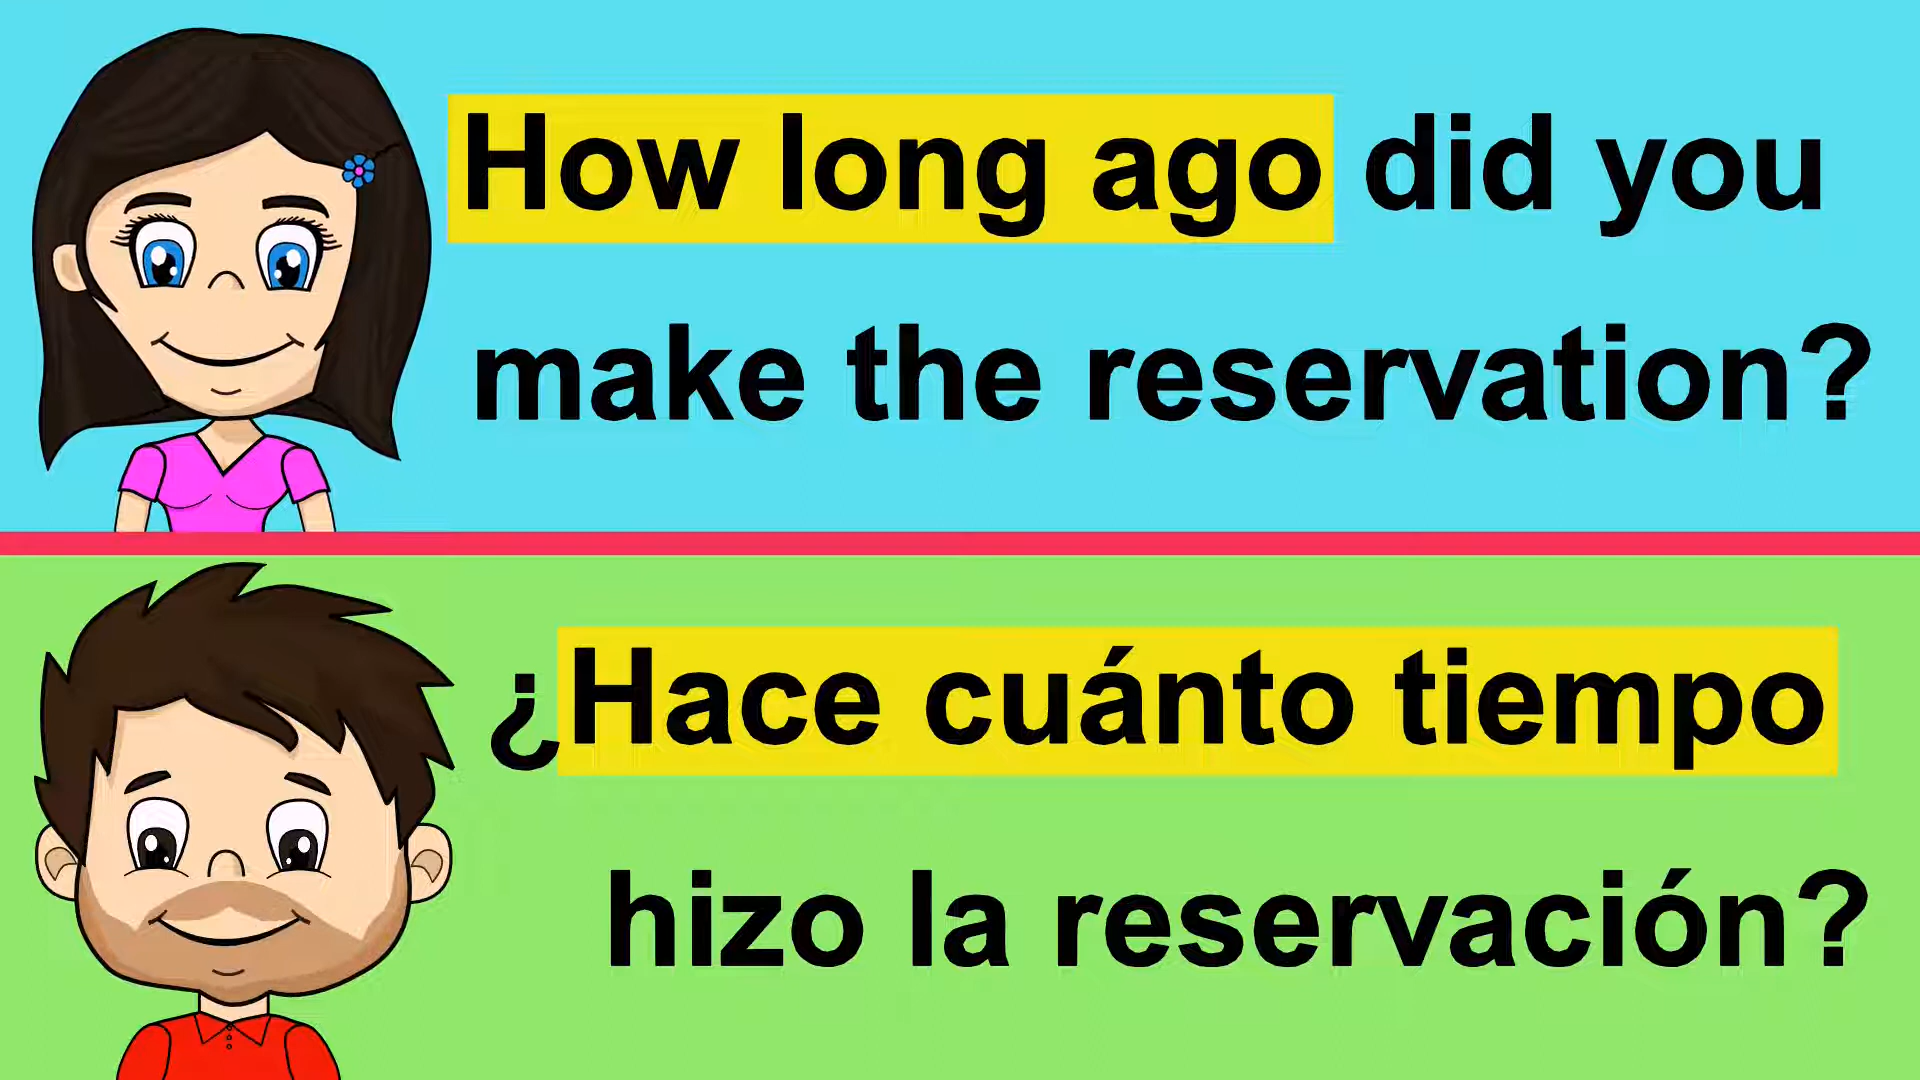 How long ago did you
make the reservation?
¿Hace cuánto tiempo
hizo la reservación?